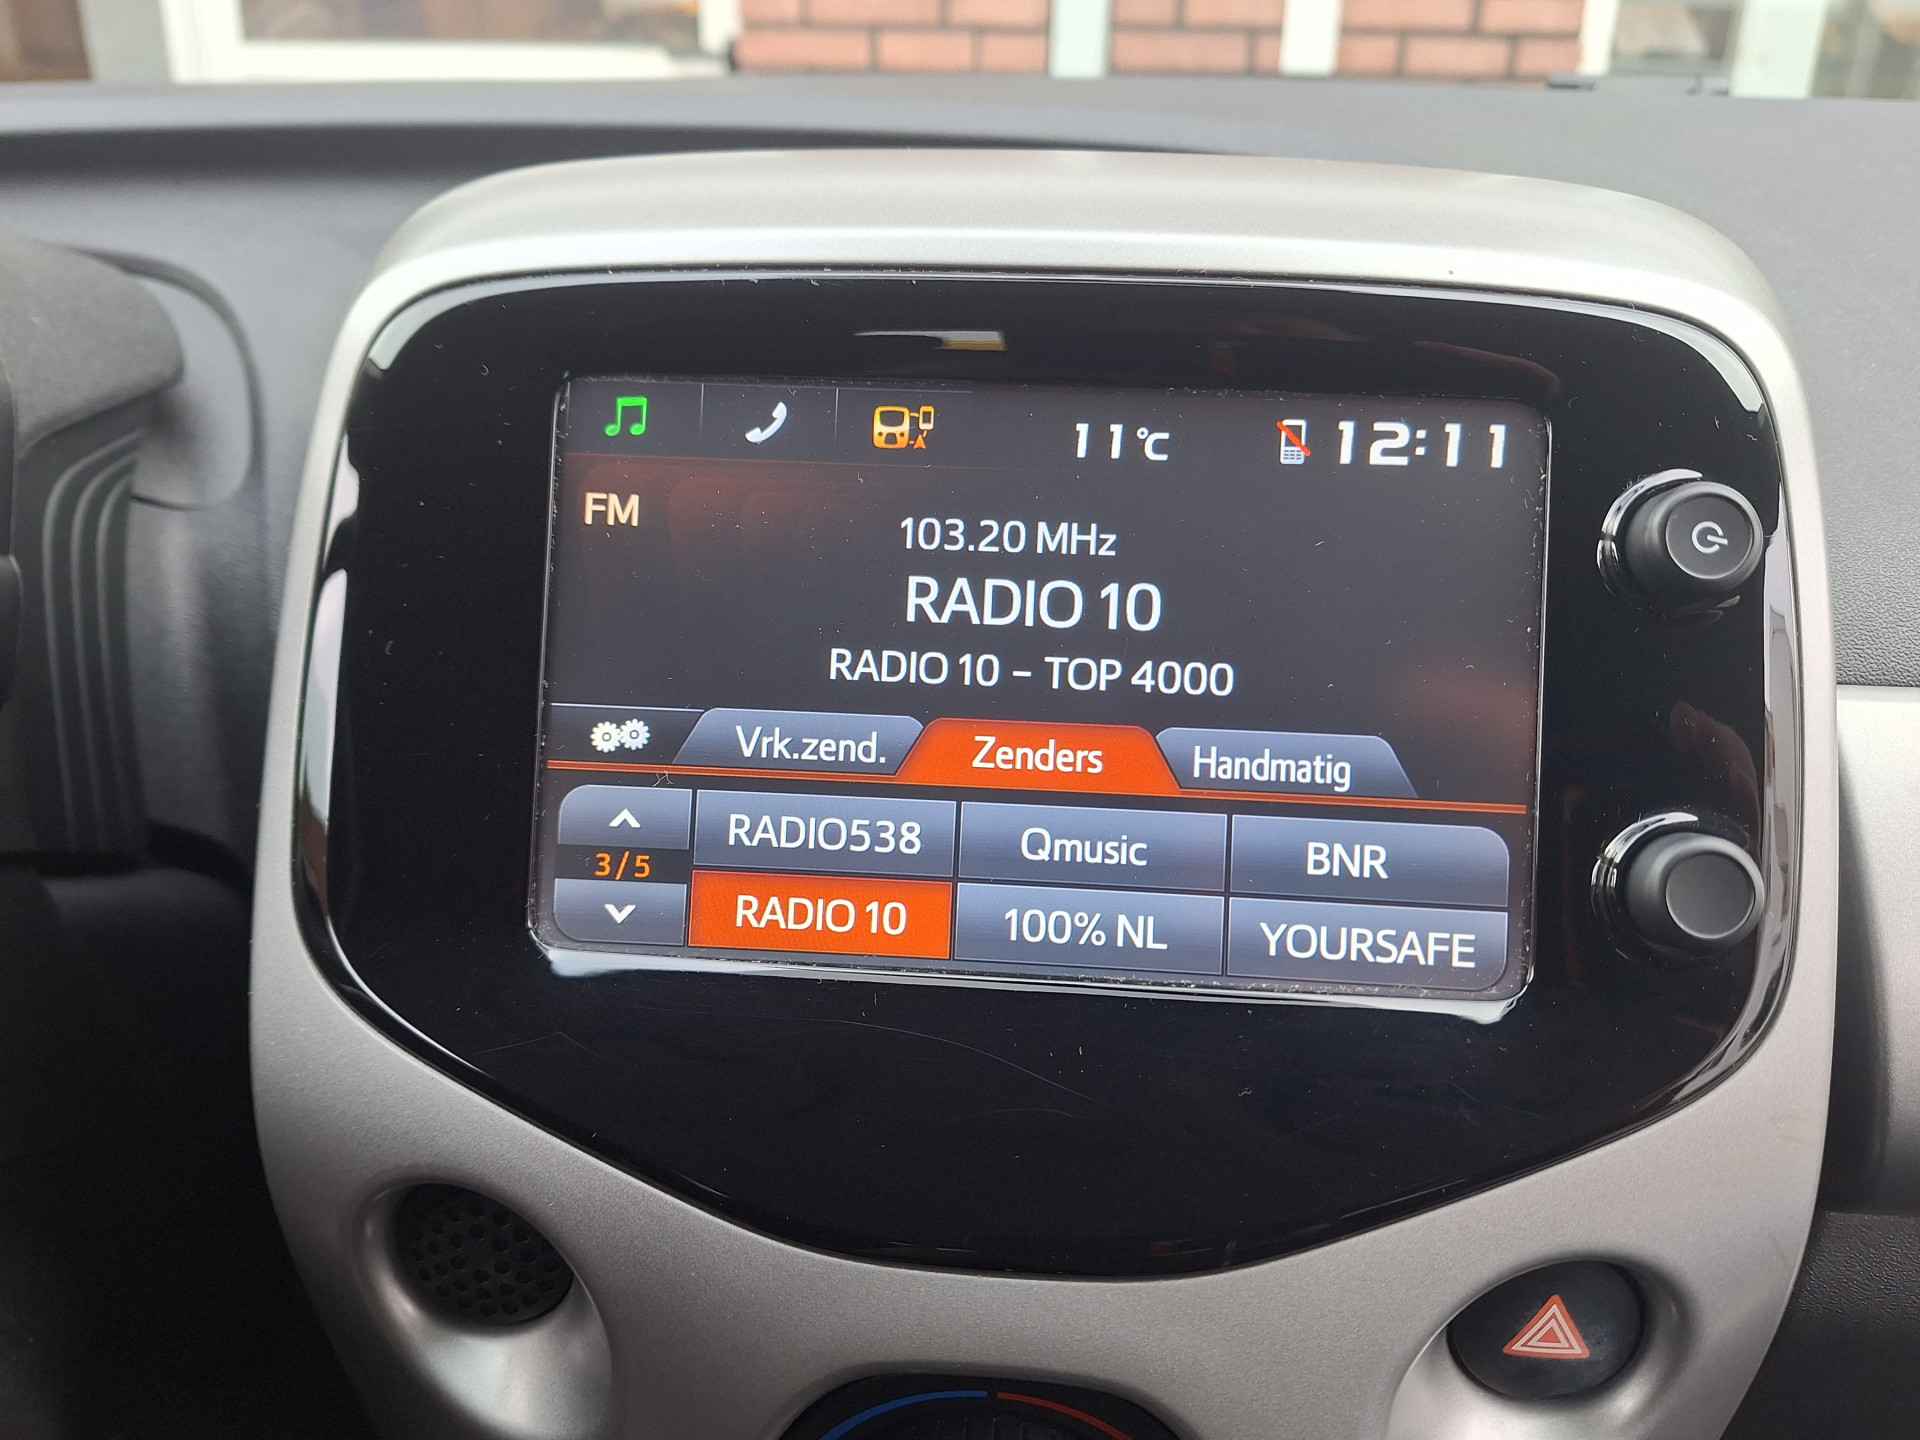 11°C 12:11
FM
103.20 MHz
RADIO 10
RADIO 10 – TOP 4000
Vrk.zend. Zenders Handmatig
RADIO538 Qmusic BNR
3/5
RADIO 10 100% NL YOURSAFE